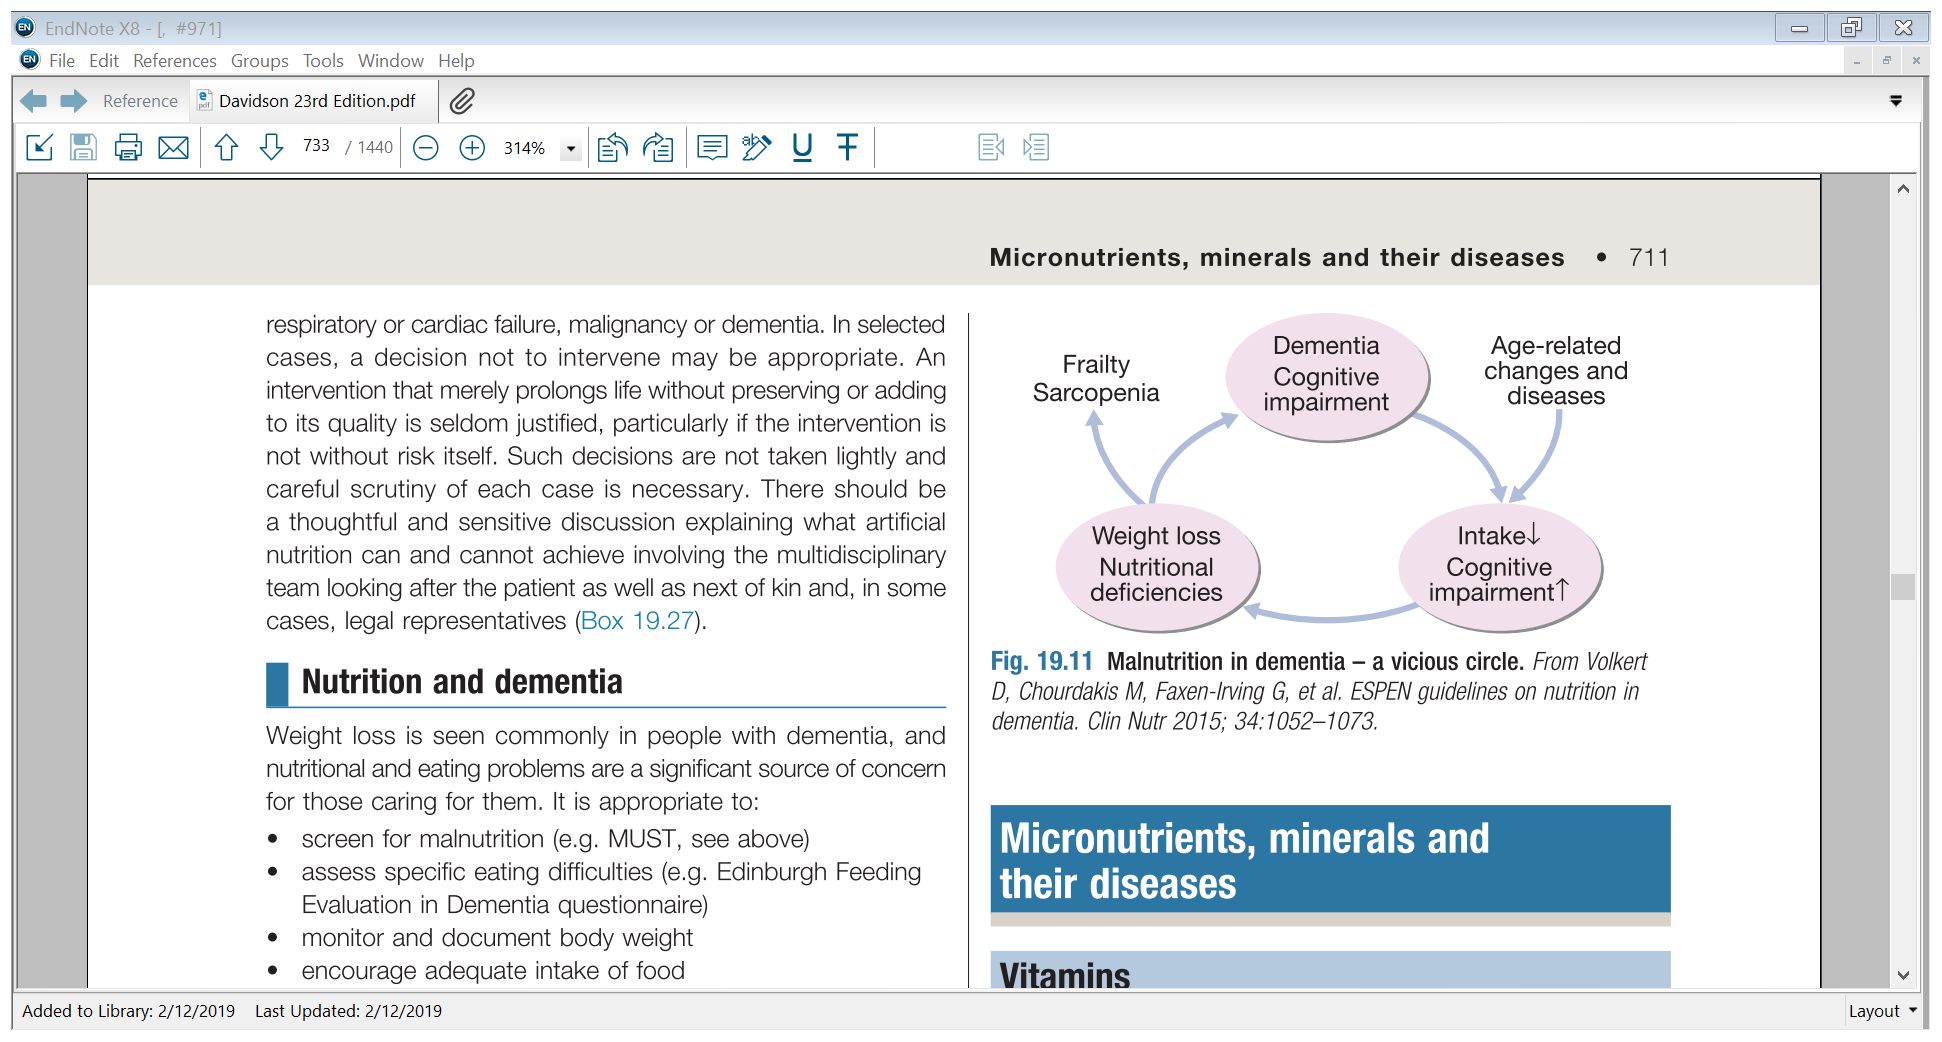 EndNote X8 - [, #971]
File Edit References Groups Tools Window Help
Reference Davidson 23rd Edition.pdf
733 / 1440 314%
Micronutrients, minerals and their diseases • 711
respiratory or cardiac failure, malignancy or dementia. In selected
cases, a decision not to intervene may be appropriate. An
intervention that merely prolongs life without preserving or adding
to its quality is seldom justified, particularly if the intervention is
not without risk itself. Such decisions are not taken lightly and
careful scrutiny of each case is necessary. There should be
a thoughtful and sensitive discussion explaining what artificial
nutrition can and cannot achieve involving the multidisciplinary
team looking after the patient as well as next of kin and, in some
cases, legal representatives (Box 19.27).
Nutrition and dementia
Weight loss is seen commonly in people with dementia, and
nutritional and eating problems are a significant source of concern
for those caring for them. It is appropriate to:
• screen for malnutrition (e.g. MUST, see above)
• assess specific eating difficulties (e.g. Edinburgh Feeding
Evaluation in Dementia questionnaire)
• monitor and document body weight
• encourage adequate intake of food
Frailty
Sarcopenia
Dementia
Cognitive
impairment
Age-related
changes and
diseases
Weight loss
Nutritional
deficiencies
Intake↓
Cognitive
impairment↑
Fig. 19.11 Malnutrition in dementia – a vicious circle. From Volkert
D, Chourdakis M, Faxen-Irving G, et al. ESPEN guidelines on nutrition in
dementia. Clin Nutr 2015; 34:1052–1073.
Micronutrients, minerals and
their diseases
Vitamins
Added to Library: 2/12/2019 Last Updated: 2/12/2019
Layout